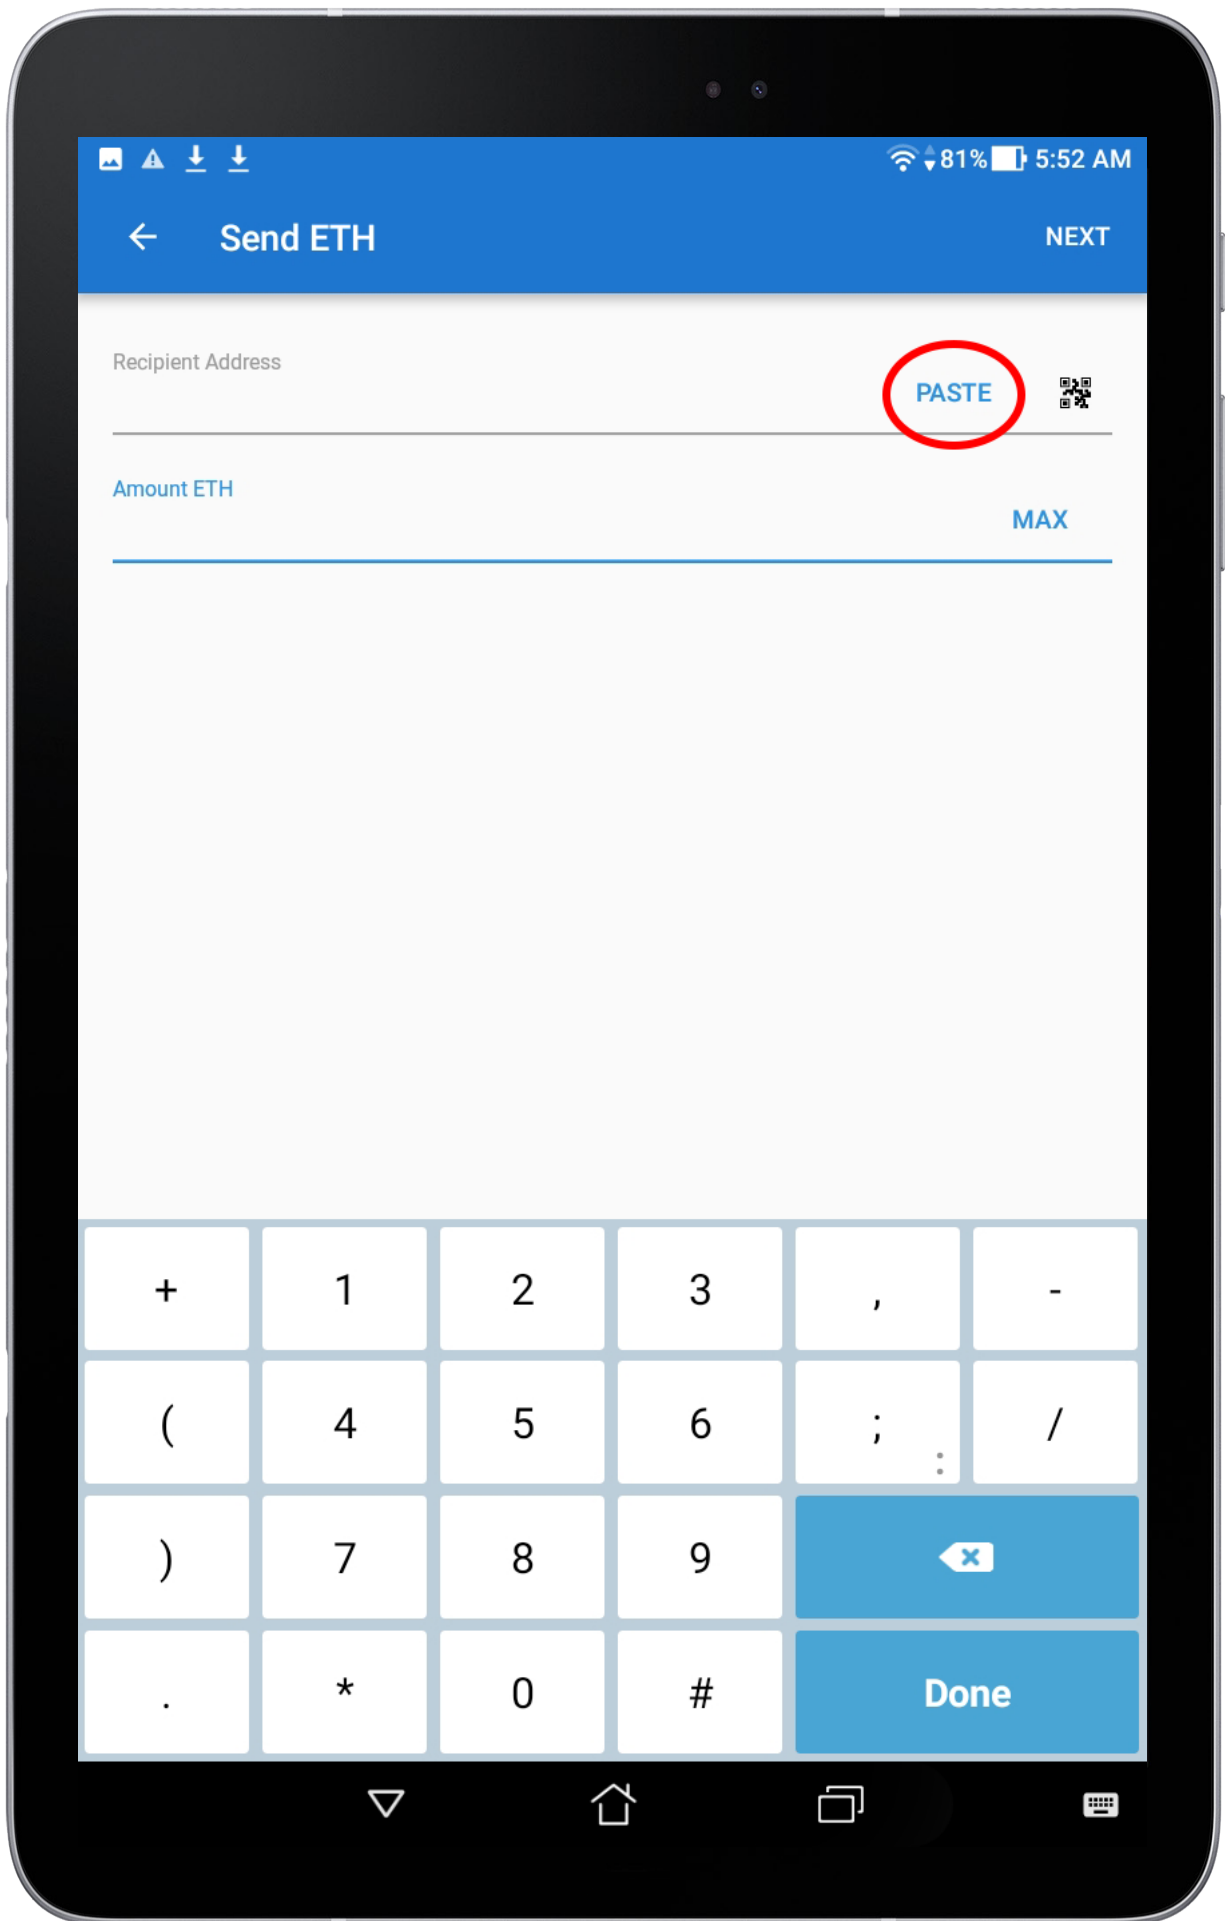 81% 5:52 AM
Send ETH NEXT
Recipient Address
PASTE
Amount ETH
MAX
+ 1 2 3 , -
( 4 5 6 ; : /
) 7 8 9
. * 0 # Done